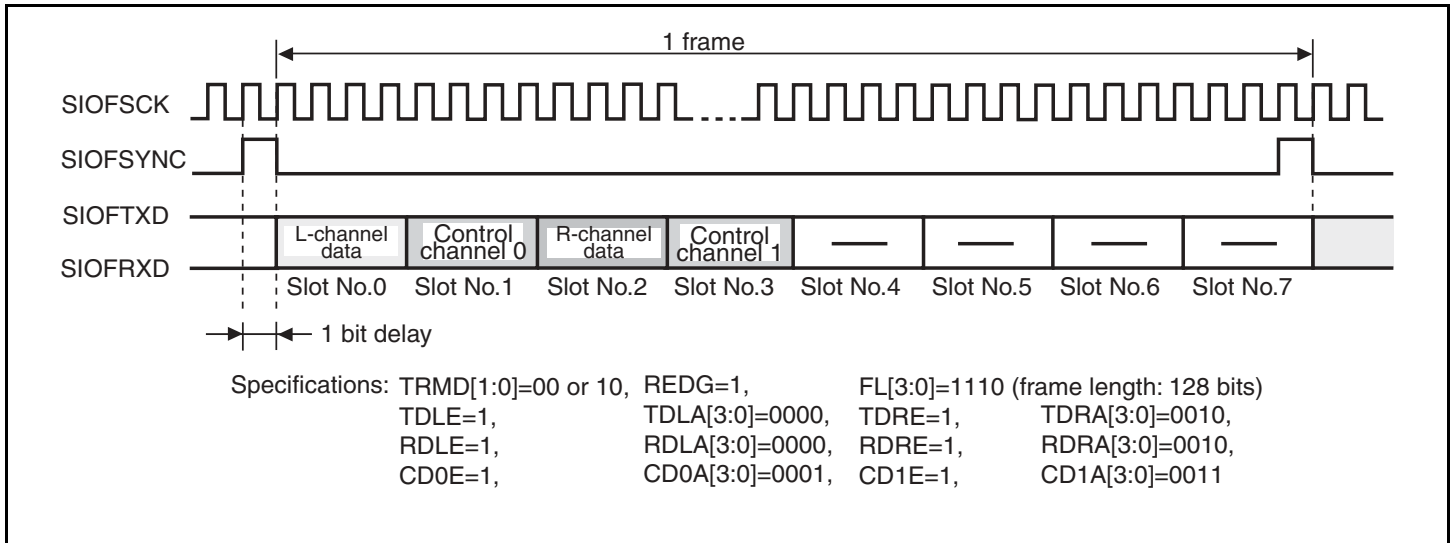 1 frame
SIOFSCK
SIOFSYNC
SIOFTXD
SIOFRXD
L-channel data
Control channel 0
R-channel data
Control channel 1
Slot No.0 Slot No.1 Slot No.2 Slot No.3 Slot No.4 Slot No.5 Slot No.6 Slot No.7
1 bit delay
Specifications: TRMD[1:0]=00 or 10, REDG=1, FL[3:0]=1110 (frame length: 128 bits)
TDLE=1, TDLA[3:0]=0000, TDRE=1, TDRA[3:0]=0010,
RDLE=1, RDLA[3:0]=0000, RDRE=1, RDRA[3:0]=0010,
CD0E=1, CD0A[3:0]=0001, CD1E=1, CD1A[3:0]=0011